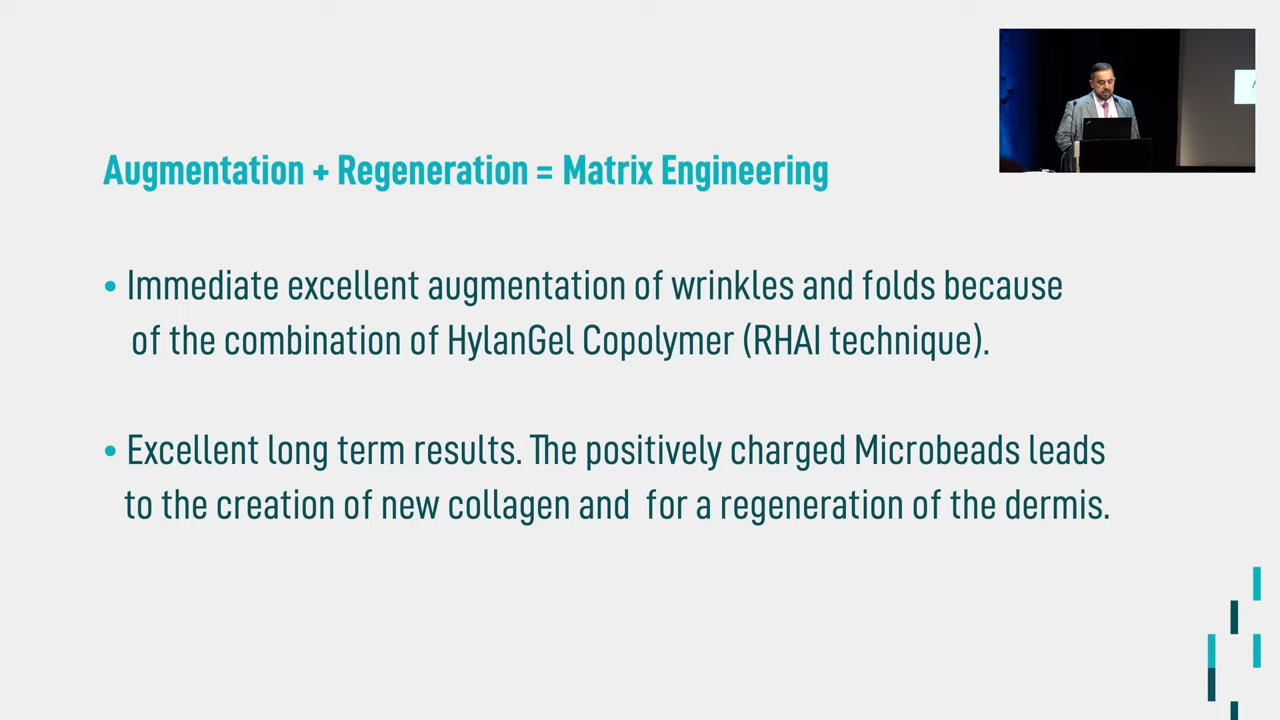 Augmentation + Regeneration = Matrix Engineering
• Immediate excellent augmentation of wrinkles and folds because
of the combination of HylanGel Copolymer (RHAI technique).
• Excellent long term results. The positively charged Microbeads leads
to the creation of new collagen and for a regeneration of the dermis.